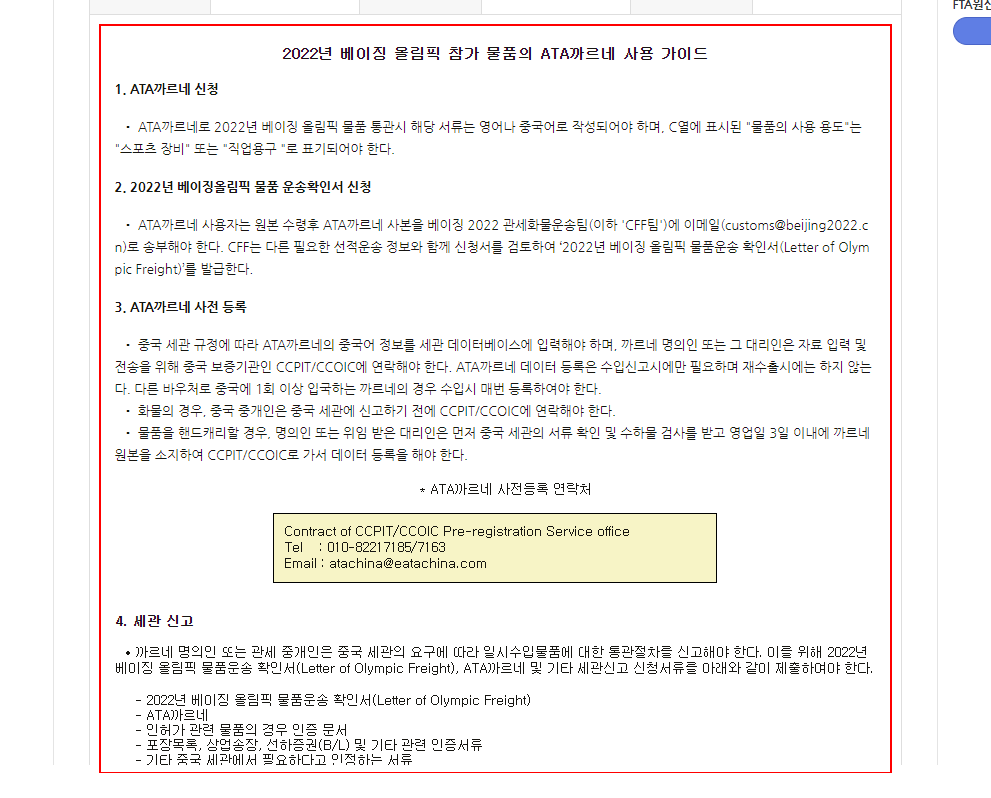 FTA원산
2022년 베이징 올림픽 참가 물품의 ATA까르네 사용 가이드
1. ATA까르네 신청
・ ATA까르네로 2022년 베이징 올림픽 물품 통관시 해당 서류는 영어나 중국어로 작성되어야 하며, C열에 표시된 "물품의 사용 용도"는
"스포츠 장비" 또는 "직업용구 "로 표기되어야 한다.
2. 2022년 베이징올림픽 물품 운송확인서 신청
・ ATA까르네 사용자는 원본 수령후 ATA까르네 사본을 베이징 2022 관세화물운송팀(이하 'CFF팀')에 이메일(customs@beijing2022.c
n)로 송부해야 한다. CFF는 다른 필요한 선적운송 정보와 함께 신청서를 검토하여 '2022년 베이징 올림픽 물품운송 확인서(Letter of Olym
pic Freight)'를 발급한다.
3. ATA까르네 사전 등록
・ 중국 세관 규정에 따라 ATA까르네의 중국어 정보를 세관 데이터베이스에 입력해야 하며, 까르네 명의인 또는 그 대리인은 자료 입력 및
전송을 위해 중국 보증기관인 CCPIT/CCOIC에 연락해야 한다. ATA까르네 데이터 등록은 수입신고시에만 필요하며 재수출시에는 하지 않는
다. 다른 바우처로 중국에 1회 이상 입국하는 까르네의 경우 수입시 매번 등록하여야 한다.
・ 화물의 경우, 중국 중개인은 중국 세관에 신고하기 전에 CCPIT/CCOIC에 연락해야 한다.
・ 물품을 핸드캐리할 경우, 명의인 또는 위임 받은 대리인은 먼저 중국 세관의 서류 확인 및 수하물 검사를 받고 영업일 3일 이내에 까르네
원본을 소지하여 CCPIT/CCOIC로 가서 데이터 등록을 해야 한다.
* ATA까르네 사전등록 연락처
Contract of CCPIT/CCOIC Pre-registration Service office
Tel : 010-82217185/7163
Email : atachina@eatachina.com
4. 세관 신고
• 까르네 명의인 또는 관세 중개인은 중국 세관의 요구에 따라 일시수입물품에 대한 통관절차를 신고해야 한다. 이를 위해 2022년
베이징 올림픽 물품운송 확인서(Letter of Olympic Freight), ATA까르네 및 기타 세관신고 신청서류를 아래와 같이 제출하여야 한다.
- 2022년 베이징 올림픽 물품운송 확인서(Letter of Olympic Freight)
- ATA까르네
- 인허가 관련 물품의 경우 인증 문서
- 포장목록, 상업송장, 선하증권(B/L) 및 기타 관련 인증서류
- 기타 중국 세관에서 필요하다고 인정하는 서류